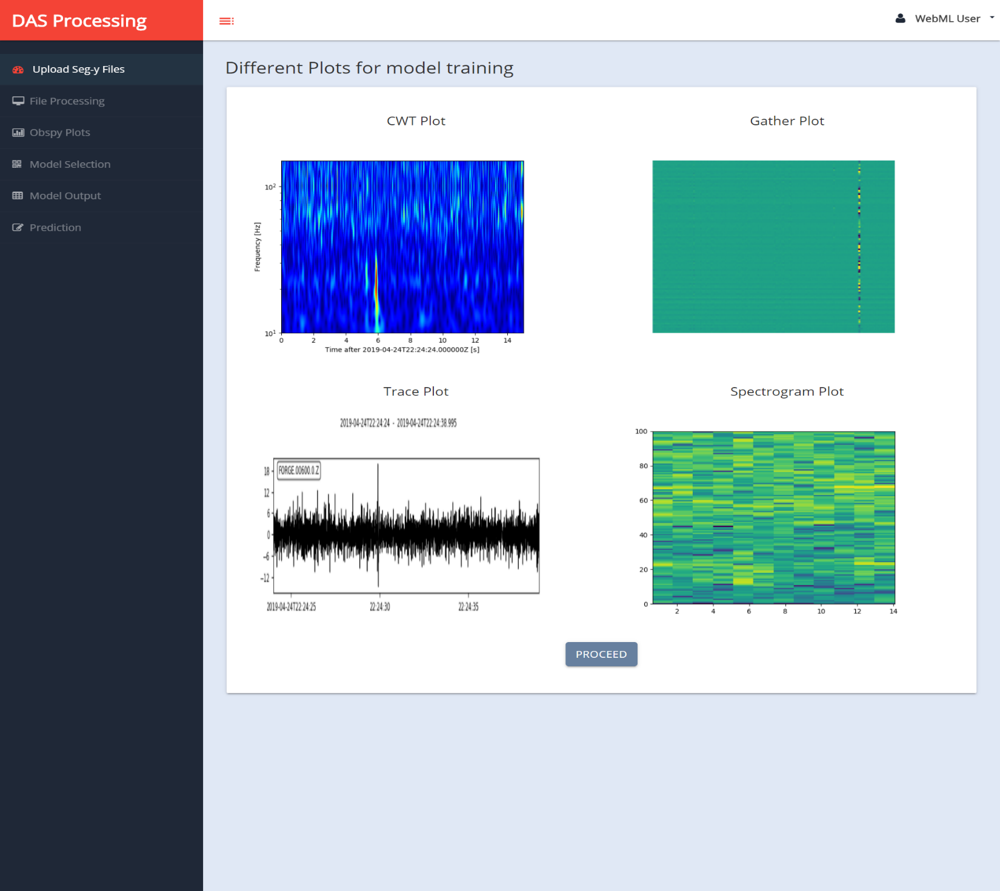 DAS Processing
WebML User
Upload Seg-y Files
File Processing
Obspy Plots
Model Selection
Model Output
Prediction
Different Plots for model training
CWT Plot
Frequency [Hz]
10²
10¹
0 2 4 6 8 10 12 14
Time after 2019-04-24T22:24:24.000000Z [s]
Gather Plot
Trace Plot
2019-04-24T22:24:24 - 2019-04-24T22:24:38.995
FORGE.00600.0.Z
18
12
6
0
−6
−12
2019-04-24T22:24:25 22:24:30 22:24:35
Spectrogram Plot
100
80
60
40
20
0
2 4 6 8 10 12 14
PROCEED